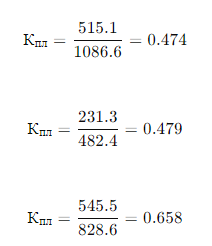 Кпл = 515.1 / 1086.6 = 0.474
Кпл = 231.3 / 482.4 = 0.479
Кпл = 545.5 / 828.6 = 0.658